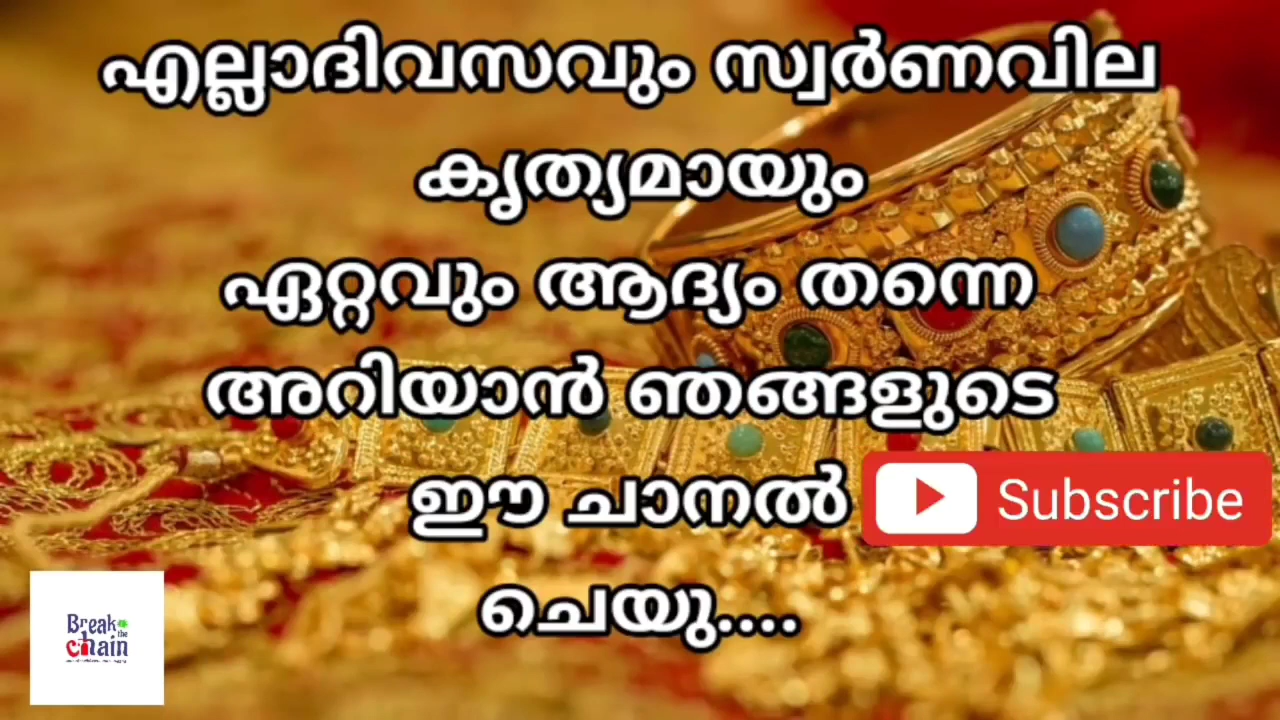 എല്ലാദിവസവും സ്വർണവില
കൃത്യമായും
ഏറ്റവും ആദ്യം തന്നെ
അറിയാൻ ഞങ്ങളുടെ
ഈ ചാനൽ Subscribe
ചെയു....
Break
the
chain